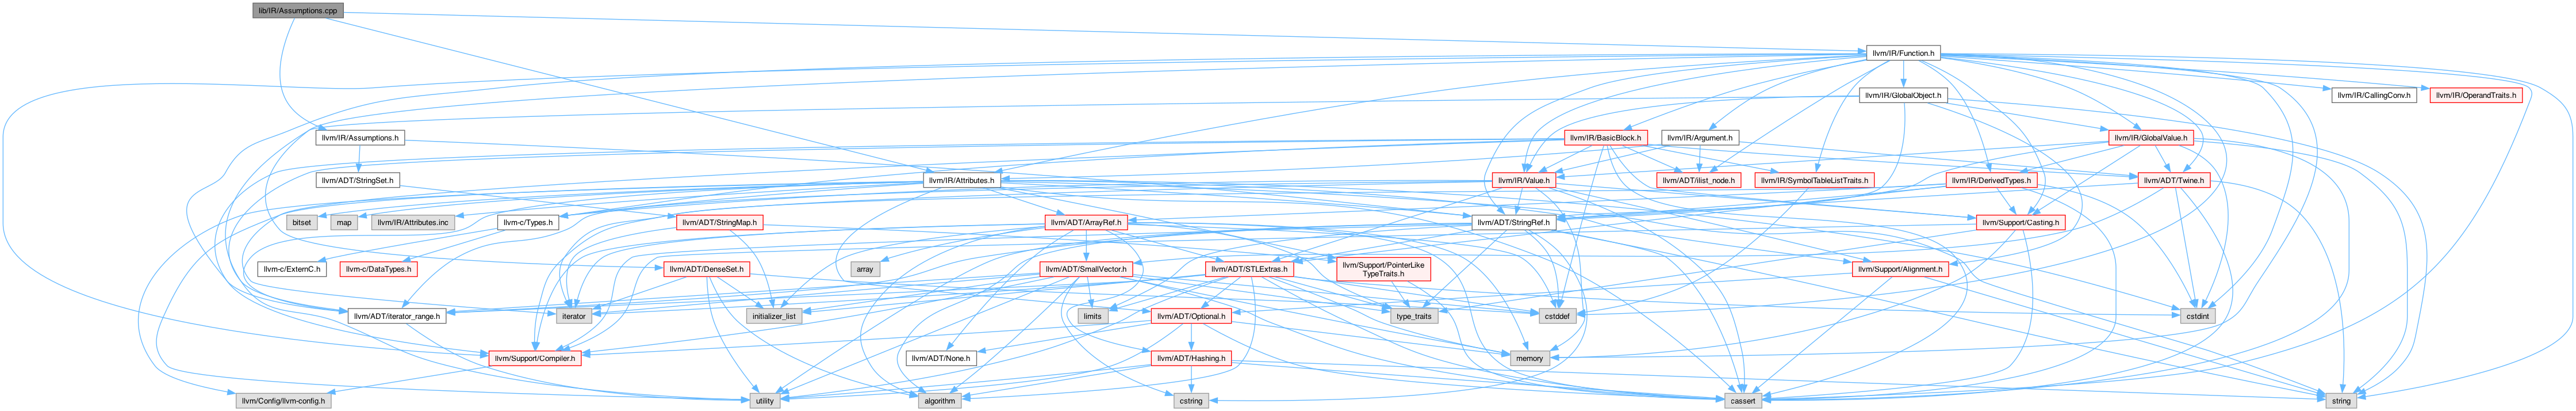 lib/IR/Assumptions.cpp
llvm/IR/Function.h
llvm/IR/GlobalObject.h
llvm/IR/CallingConv.h
llvm/IR/OperandTraits.h
llvm/IR/Assumptions.h
llvm/IR/BasicBlock.h
llvm/IR/Argument.h
llvm/IR/GlobalValue.h
llvm/ADT/StringSet.h
llvm/IR/Attributes.h
llvm/IR/Value.h
llvm/ADT/ilist_node.h
llvm/IR/SymbolTableListTraits.h
llvm/IR/DerivedTypes.h
llvm/ADT/Twine.h
bitset
map
llvm/IR/Attributes.inc
llvm-c/Types.h
llvm/ADT/StringMap.h
llvm/ADT/ArrayRef.h
llvm/ADT/StringRef.h
llvm/Support/Casting.h
llvm-c/ExternC.h
llvm-c/DataTypes.h
llvm/ADT/DenseSet.h
array
llvm/ADT/SmallVector.h
llvm/ADT/STLExtras.h
llvm/Support/PointerLike
TypeTraits.h
llvm/Support/Alignment.h
llvm/ADT/iterator_range.h
iterator
initializer_list
limits
llvm/ADT/Optional.h
type_traits
cstddef
cstdint
llvm/Support/Compiler.h
llvm/ADT/None.h
llvm/ADT/Hashing.h
memory
llvm/Config/llvm-config.h
utility
algorithm
cstring
cassert
string